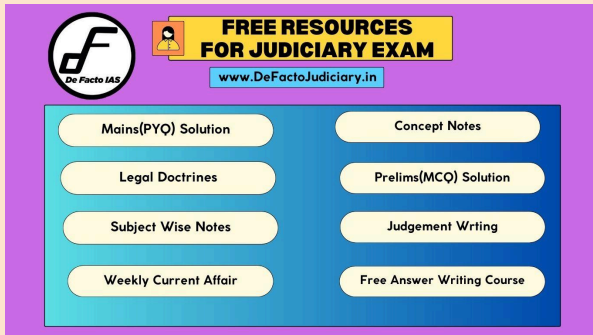 FREE RESOURCES
FOR JUDICIARY EXAM
De Facto IAS
www.DeFactoJudiciary.in
Mains(PYQ) Solution
Concept Notes
Legal Doctrines
Prelims(MCQ) Solution
Subject Wise Notes
Judgement Wrting
Weekly Current Affair
Free Answer Writing Course